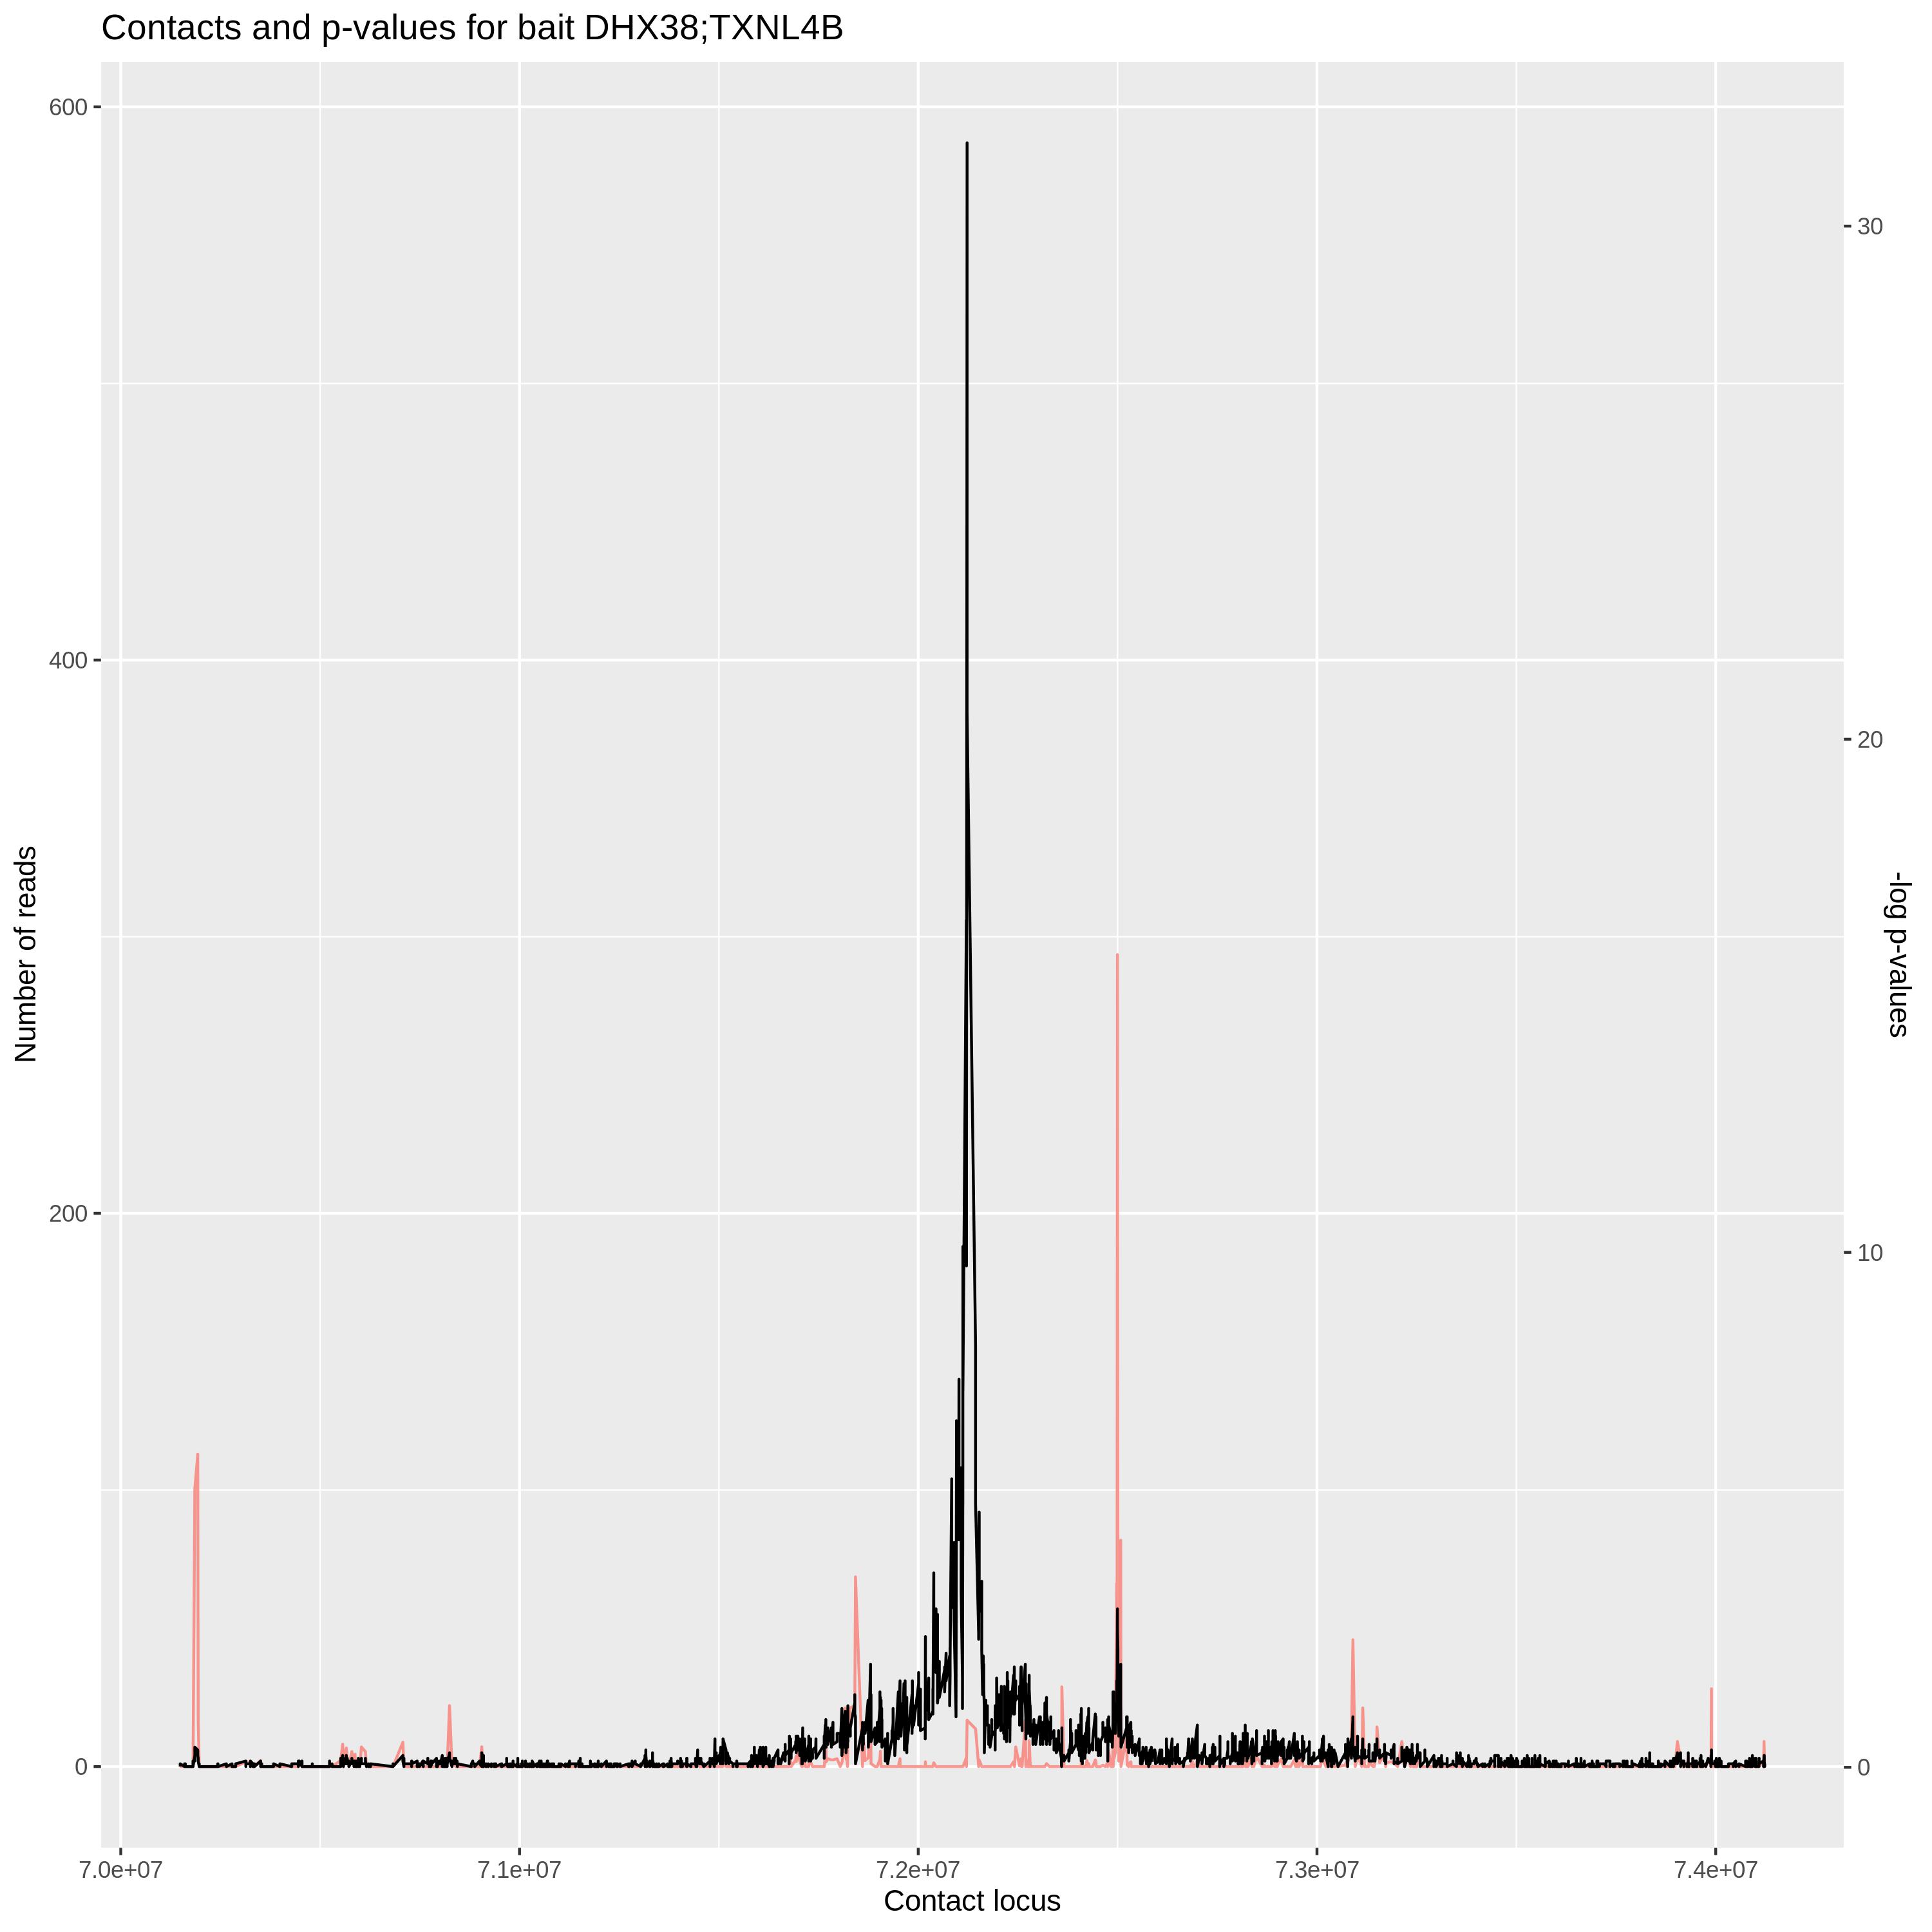 Contacts and p-values for bait DHX38;TXNL4B
600
400
200
0
Number of reads
30
20
10
0
-log p-values
7.0e+07 7.1e+07 7.2e+07 7.3e+07 7.4e+07
Contact locus